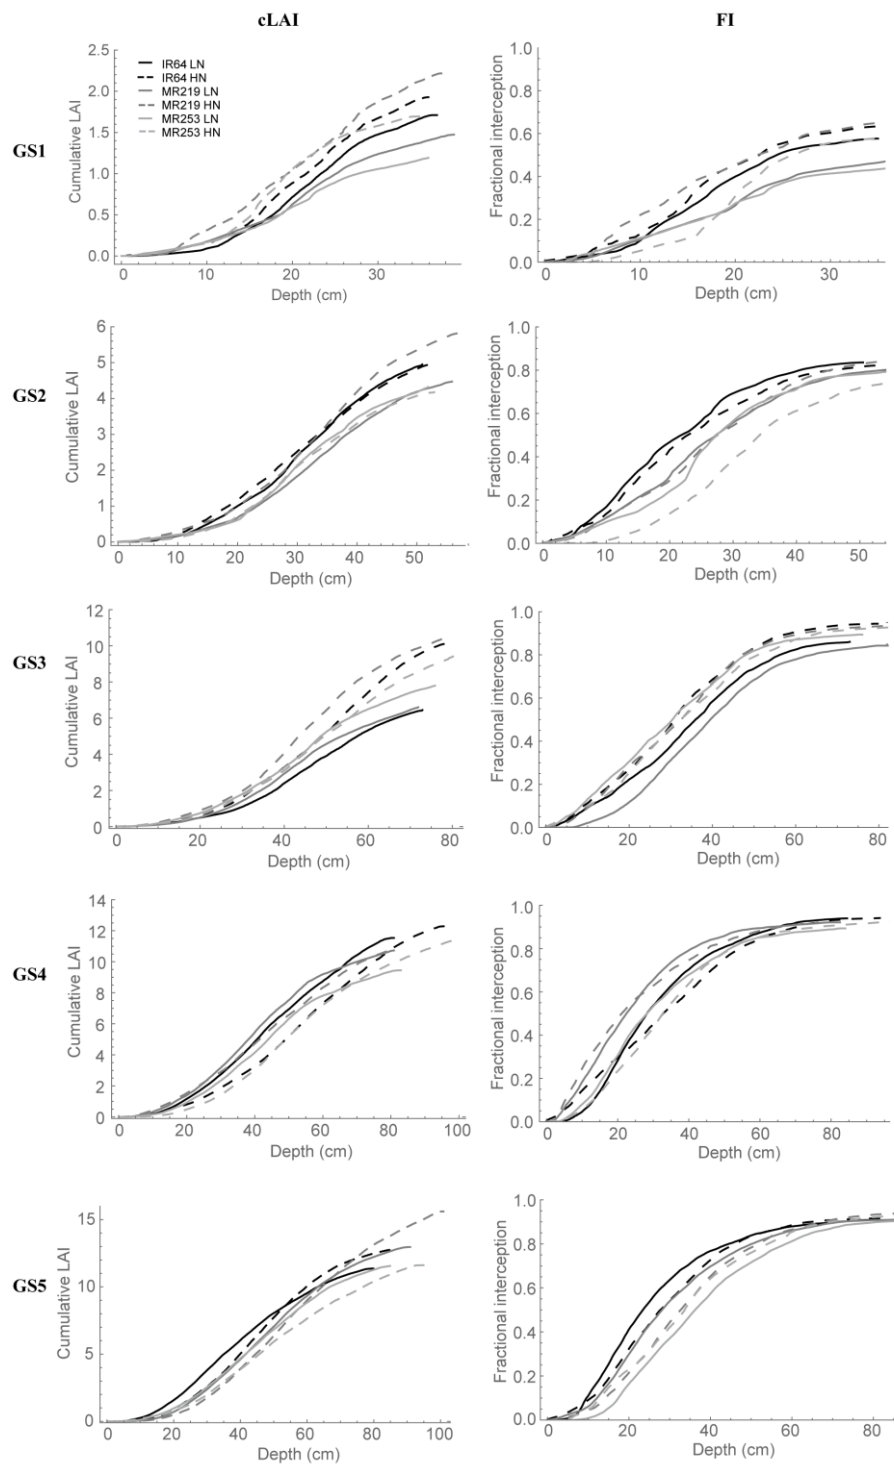 cLAI
FI
GS1
Cumulative LAI
2.5
2.0
1.5
1.0
0.5
0.0
IR64 LN
IR64 HN
MR219 LN
MR219 HN
MR253 LN
MR253 HN
0 10 20 30
Depth (cm)
Fractional interception
1.0
0.8
0.6
0.4
0.2
0.0
0 10 20 30
Depth (cm)
GS2
Cumulative LAI
6
5
4
3
2
1
0
0 10 20 30 40 50
Depth (cm)
Fractional interception
1.0
0.8
0.6
0.4
0.2
0.0
0 10 20 30 40 50
Depth (cm)
GS3
Cumulative LAI
12
10
8
6
4
2
0
0 20 40 60 80
Depth (cm)
Fractional interception
1.0
0.8
0.6
0.4
0.2
0.0
0 20 40 60 80
Depth (cm)
GS4
Cumulative LAI
14
12
10
8
6
4
2
0
0 20 40 60 80 100
Depth (cm)
Fractional interception
1.0
0.8
0.6
0.4
0.2
0.0
0 20 40 60 80
Depth (cm)
GS5
Cumulative LAI
15
10
5
0
0 20 40 60 80 100
Depth (cm)
Fractional interception
1.0
0.8
0.6
0.4
0.2
0.0
0 20 40 60 80
Depth (cm)